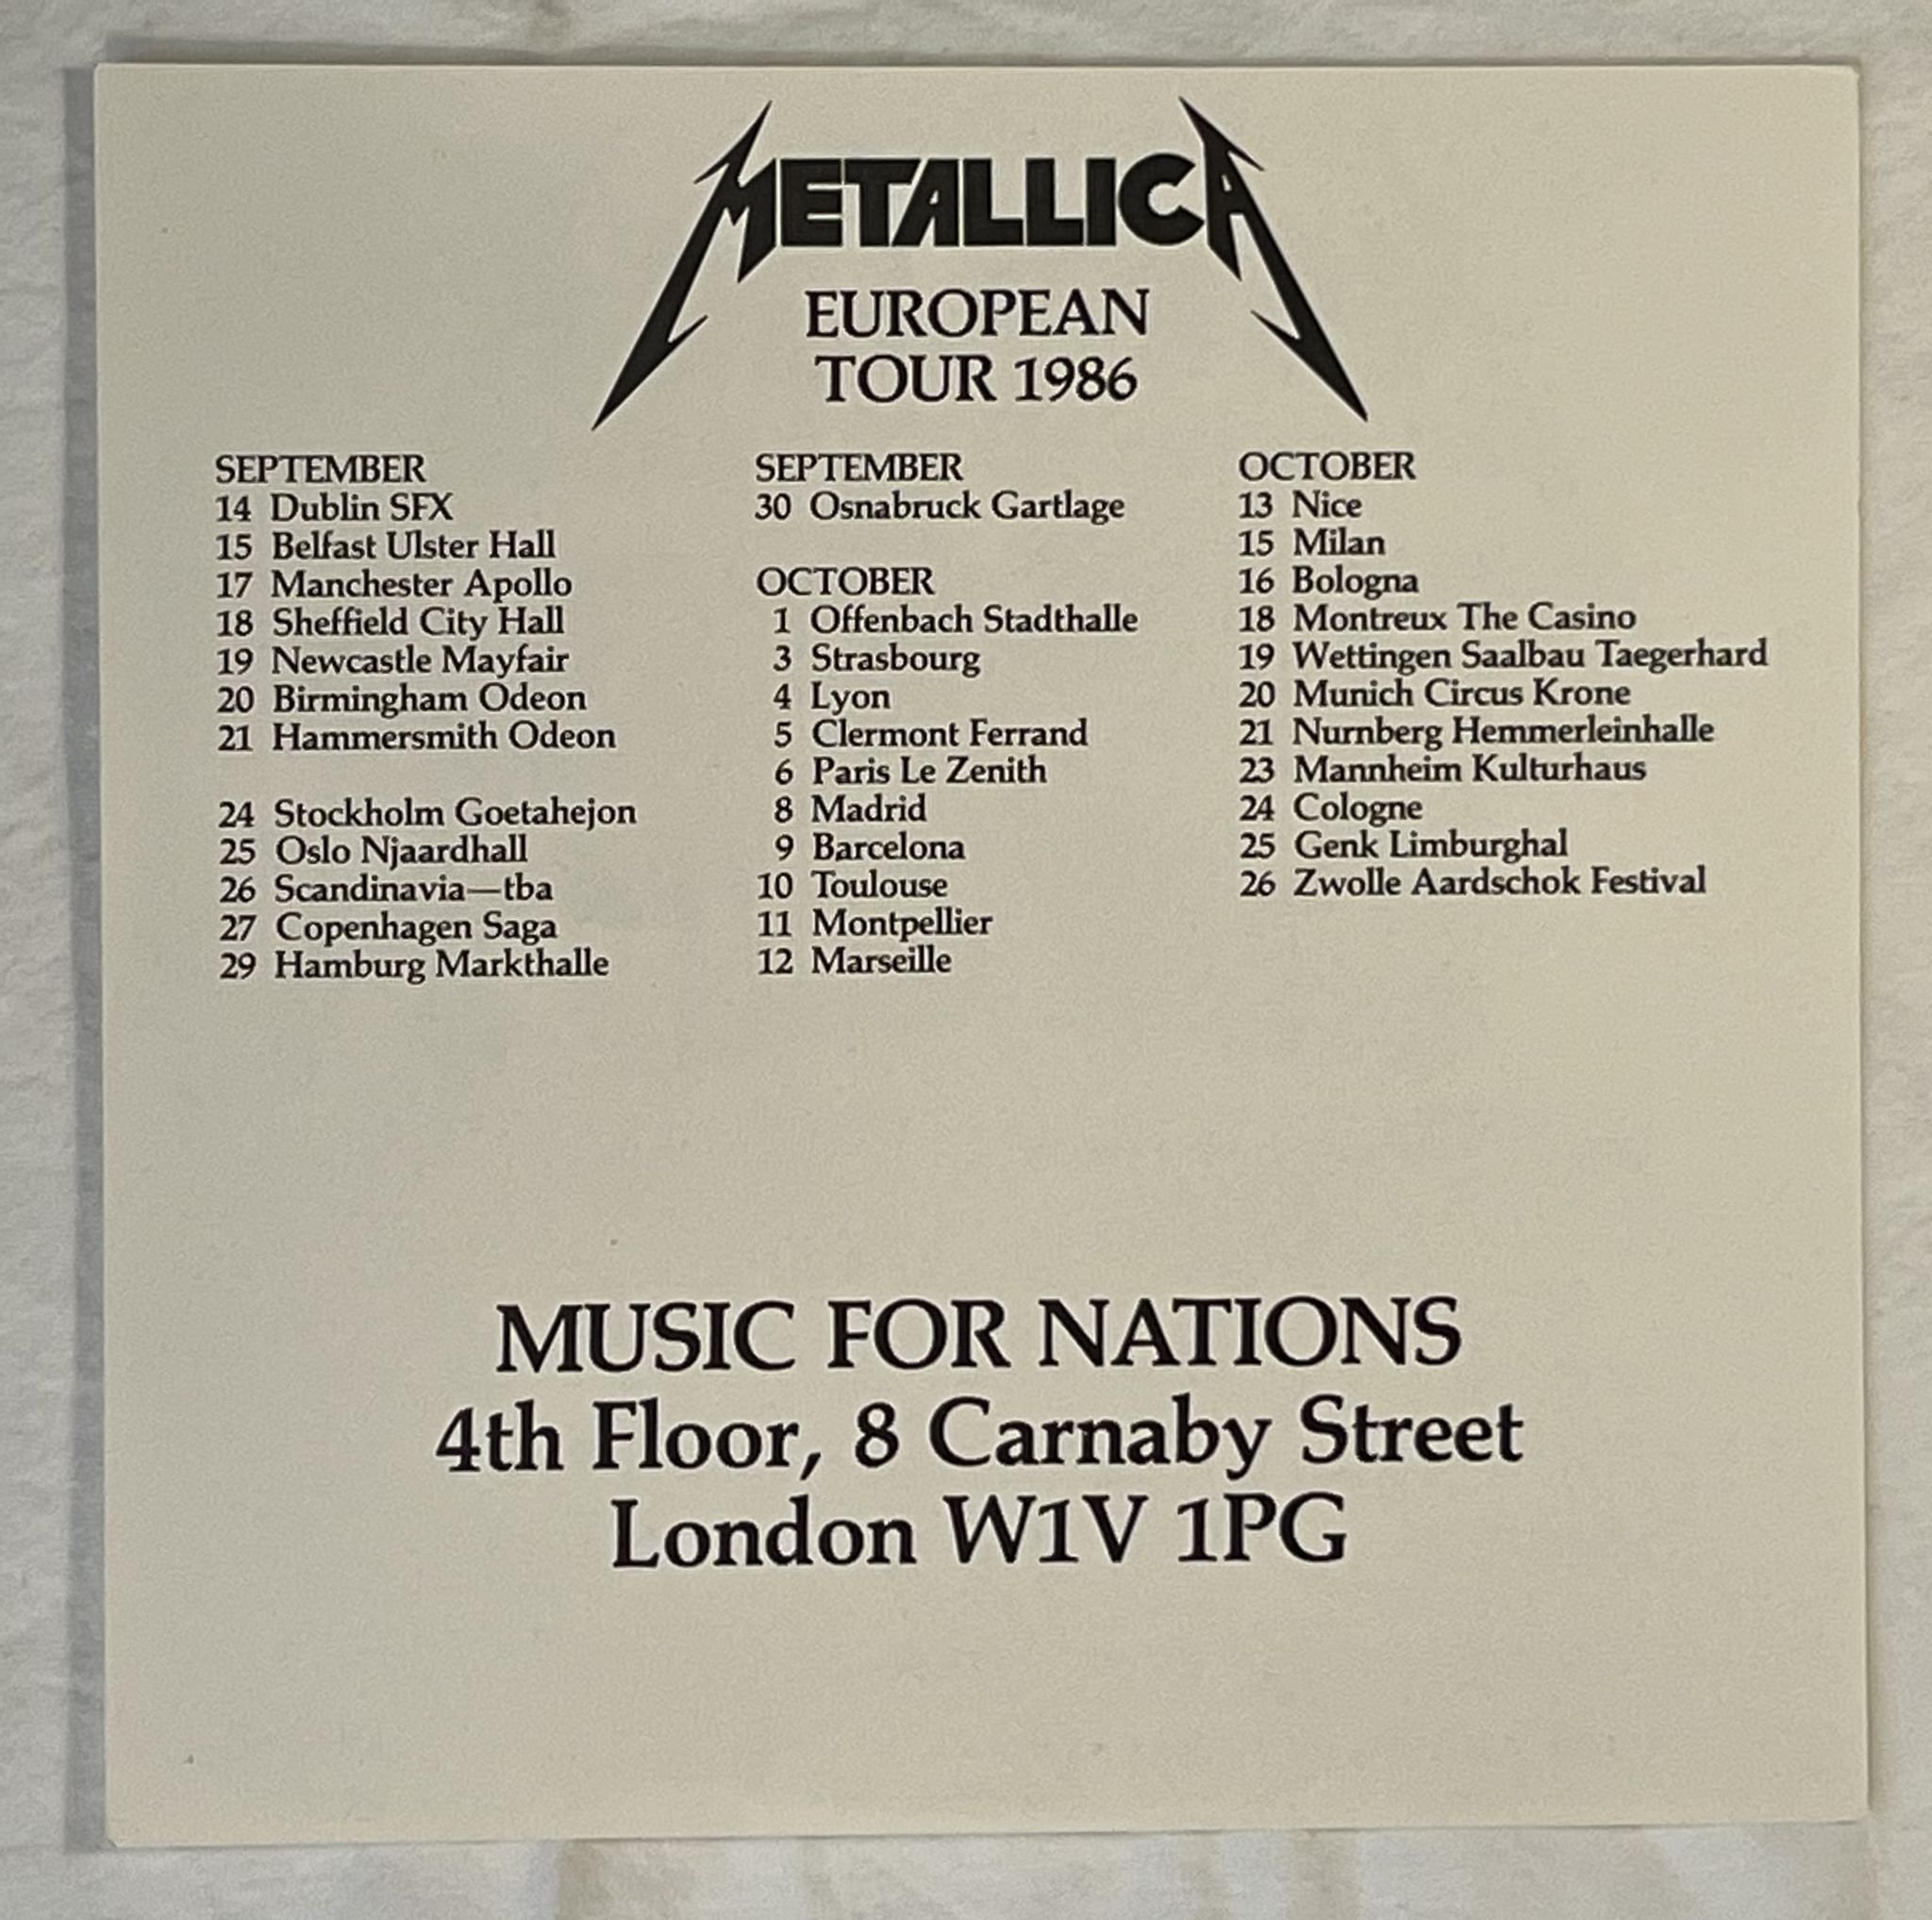 METALLICA
EUROPEAN
TOUR 1986
SEPTEMBER
14 Dublin SFX
15 Belfast Ulster Hall
17 Manchester Apollo
18 Sheffield City Hall
19 Newcastle Mayfair
20 Birmingham Odeon
21 Hammersmith Odeon
24 Stockholm Goetahejon
25 Oslo Njaardhall
26 Scandinavia—tba
27 Copenhagen Saga
29 Hamburg Markthalle
SEPTEMBER
30 Osnabruck Gartlage
OCTOBER
1 Offenbach Stadthalle
3 Strasbourg
4 Lyon
5 Clermont Ferrand
6 Paris Le Zenith
8 Madrid
9 Barcelona
10 Toulouse
11 Montpellier
12 Marseille
OCTOBER
13 Nice
15 Milan
16 Bologna
18 Montreux The Casino
19 Wettingen Saalbau Taegerhard
20 Munich Circus Krone
21 Nurnberg Hemmerleinhalle
23 Mannheim Kulturhaus
24 Cologne
25 Genk Limburghal
26 Zwolle Aardschok Festival
MUSIC FOR NATIONS
4th Floor, 8 Carnaby Street
London W1V 1PG